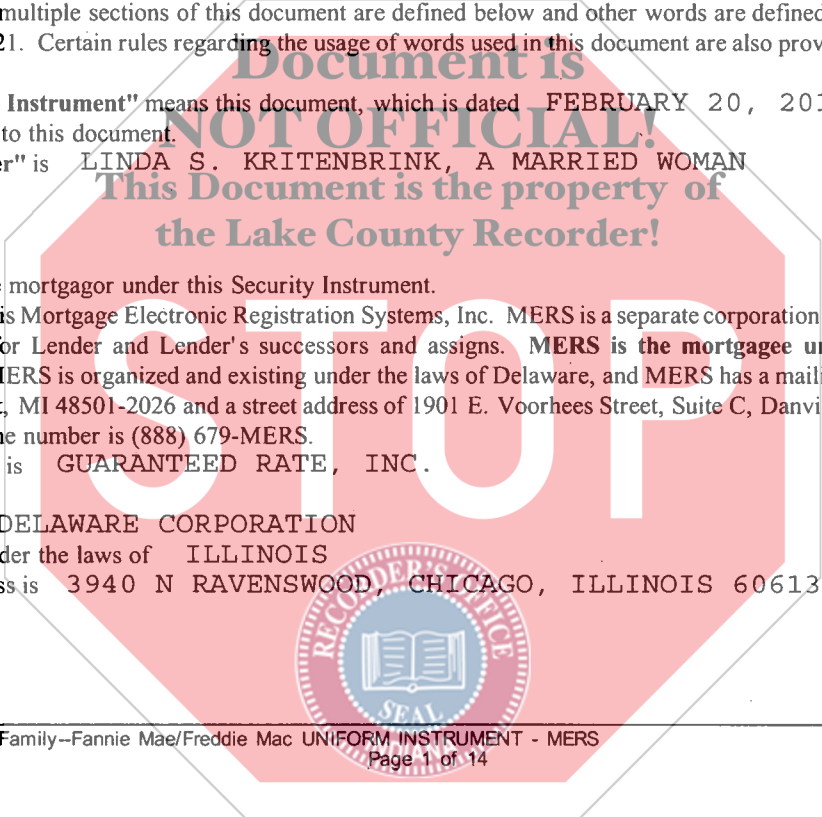 multiple sections of this document are defined below and other words are defined
21. Certain rules regarding the usage of words used in this document are also prov
Document is
Instrument" means this document, which is dated FEBRUARY 20, 201
to this document.
NOT OFFICIAL!
er" is LINDA S. KRITENBRINK, A MARRIED WOMAN
This Document is the property of
the Lake County Recorder!
e mortgagor under this Security Instrument.
is Mortgage Electronic Registration Systems, Inc. MERS is a separate corporation
for Lender and Lender's successors and assigns. MERS is the mortgagee un
MERS is organized and existing under the laws of Delaware, and MERS has a maili
t, MI 48501-2026 and a street address of 1901 E. Voorhees Street, Suite C, Danvi
ne number is (888) 679-MERS.
STOP
is GUARANTEED RATE, INC.
DELAWARE CORPORATION
der the laws of ILLINOIS
ss is 3940 N RAVENSWOOD, CHICAGO, ILLINOIS 60613
RECORDER'S OFFICE
SEAL
INDIANA
Family--Fannie Mae/Freddie Mac UNIFORM INSTRUMENT - MERS
Page 1 of 14